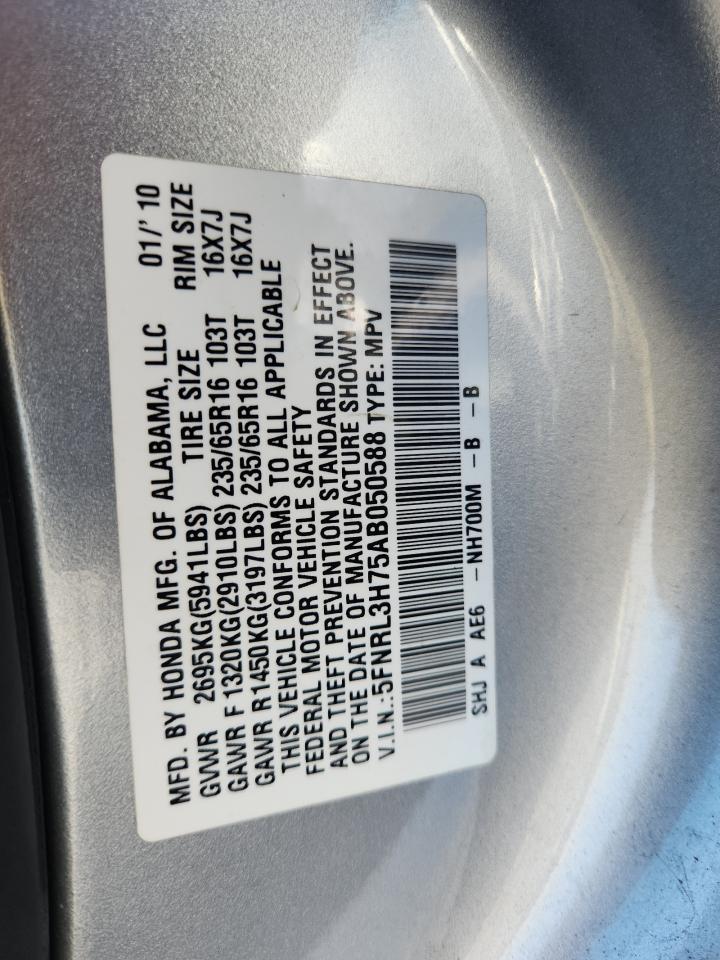 MFD. BY HONDA MFG. OF ALABAMA, LLC 01/' 10
GVWR 2695KG(5941LBS) TIRE SIZE RIM SIZE
GAWR F 1320KG(2910LBS) 235/65R16 103T 16X7J
GAWR R 1450KG(3197LBS) 235/65R16 103T 16X7J
THIS VEHICLE CONFORMS TO ALL APPLICABLE
FEDERAL MOTOR VEHICLE SAFETY
AND THEFT PREVENTION STANDARDS IN EFFECT
ON THE DATE OF MANUFACTURE SHOWN ABOVE.
V.I.N.:5FNRL3H75AB050588 TYPE: MPV
SHJ A AE6 -NH700M -B -B